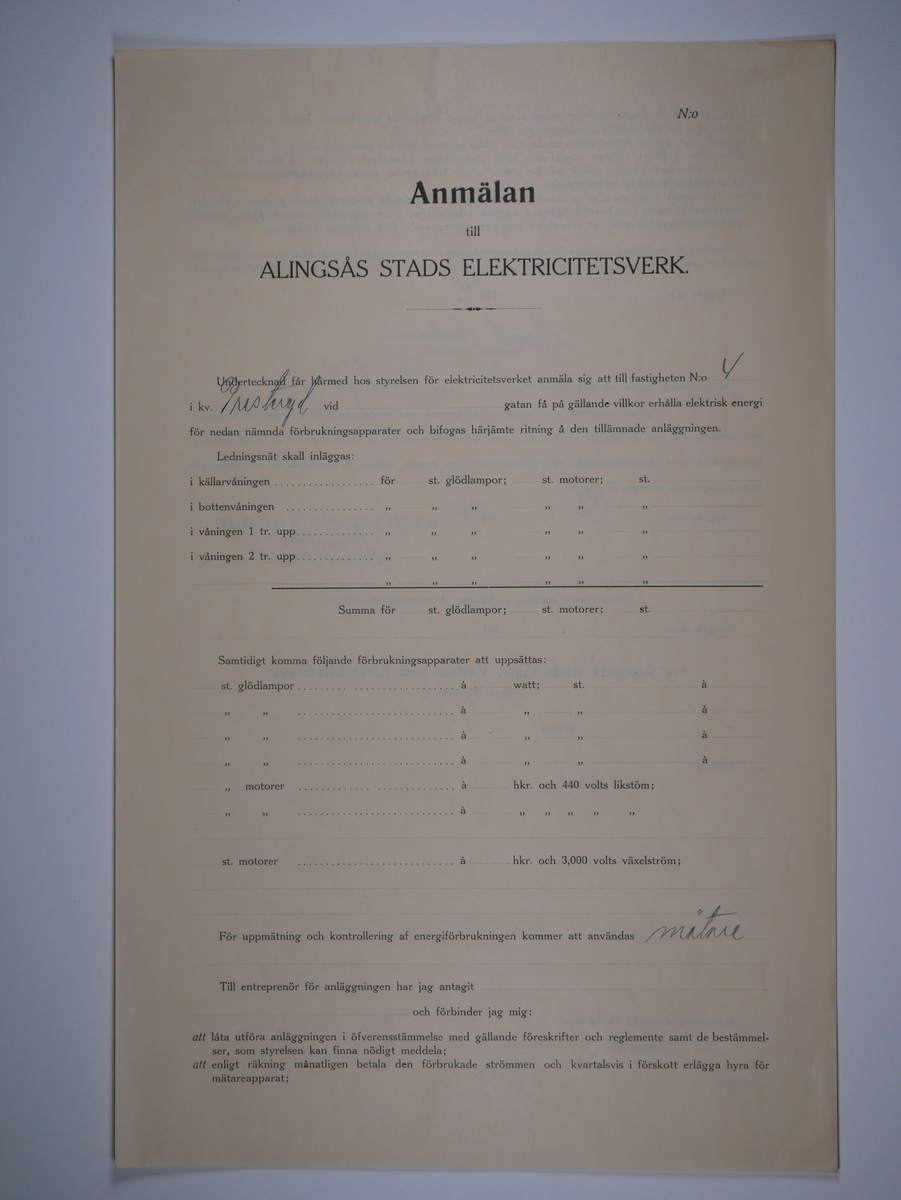 N:o
Anmälan
till
ALINGSÅS STADS ELEKTRICITETSVERK.
Undertecknad får härmed hos styrelsen för elektricitetsverket anmäla sig att till fastigheten N:o 4
i kv. Prestryd vid gatan få på gällande villkor erhålla elektrisk energi
för nedan nämnda förbrukningsapparater och bifogas härjämte ritning å den tillämnade anläggningen.
Ledningsnät skall inläggas:
i källarvåningen . . . . . . . . . . . . . . . . . . för st. glödlampor; st. motorer; st.
i bottenvåningen . . . . . . . . . . . . . . . . „ „ „ „ „ „
i våningen 1 tr. upp. . . . . . . . . . . . . . „ „ „ „ „ „
i våningen 2 tr. upp. . . . . . . . . . . . . . „ „ „ „ „ „
„ „ „ „ „ „
Summa för st. glödlampor; st. motorer; st.
Samtidigt komma följande förbrukningsapparater att uppsättas:
st. glödlampor . . . . . . . . . . . . . . . . . . . . . . . . . . . å watt; st. å
„ „ . . . . . . . . . . . . . . . . . . . . . . . . . . . . å „ „ å
„ „ . . . . . . . . . . . . . . . . . . . . . . . . . . . . å „ „ å
„ „ . . . . . . . . . . . . . . . . . . . . . . . . . . . . å „ „ å
„ motorer . . . . . . . . . . . . . . . . . . . . . . . . . . . å hkr. och 440 volts likstöm;
„ „ . . . . . . . . . . . . . . . . . . . . . . . . . . . . å „ „ „ „ „
st. motorer . . . . . . . . . . . . . . . . . . . . . . . . . . . . å hkr. och 3,000 volts växelström;
För uppmätning och kontrollering af energiförbrukningen kommer att användas mätare
Till entreprenör för anläggningen har jag antagit
och förbinder jag mig:
att låta utföra anläggningen i öfverensstämmelse med gällande föreskrifter och reglemente samt de bestämmel-
ser, som styrelsen kan finna nödigt meddela;
att enligt räkning månatligen betala den förbrukade strömmen och kvartalsvis i förskott erlägga hyra för
mätareapparat;